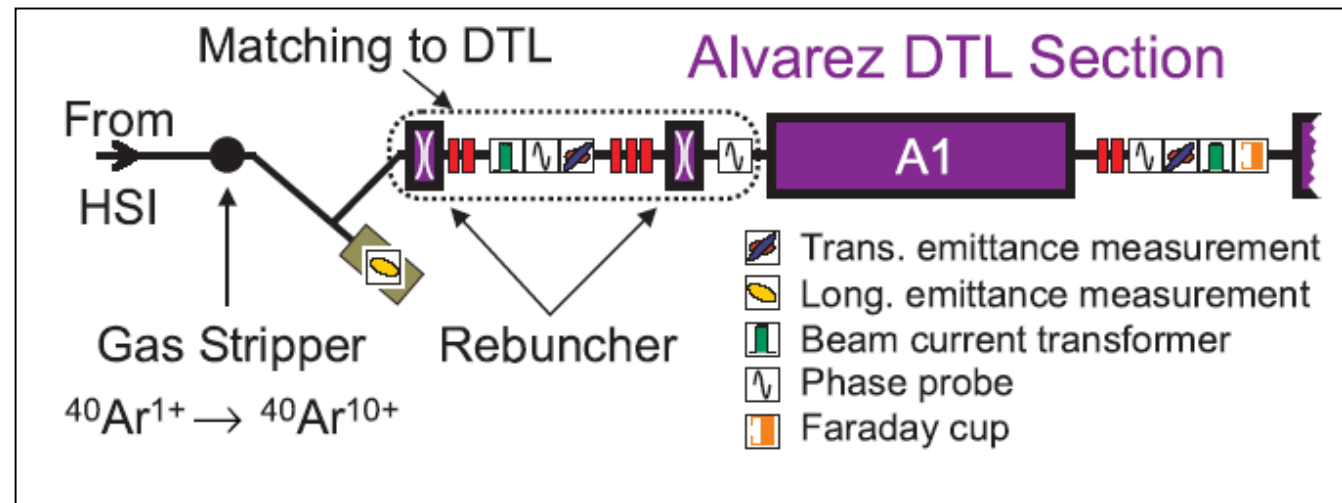 Matching to DTL
Alvarez DTL Section
From
HSI
A1
Trans. emittance measurement
Long. emittance measurement
Beam current transformer
Phase probe
Faraday cup
Gas Stripper
Rebuncher
⁴⁰Ar¹⁺ → ⁴⁰Ar¹⁰⁺